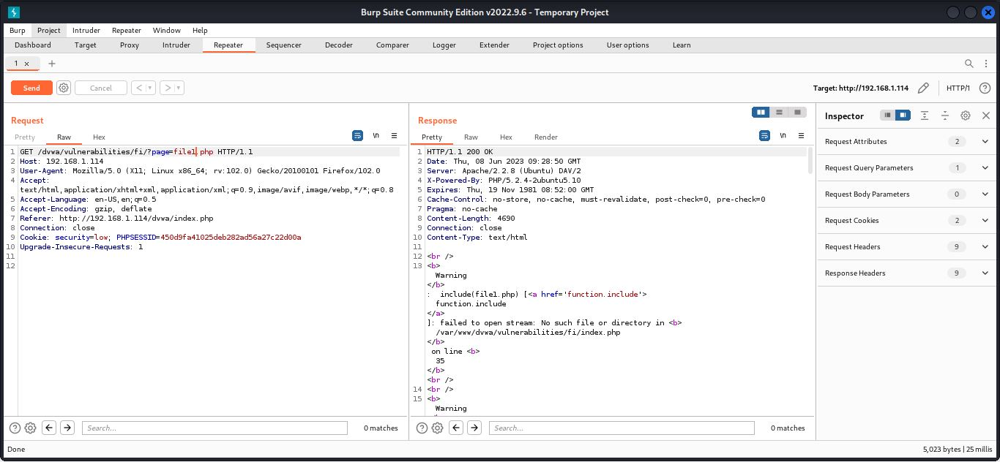 Burp Suite Community Edition v2022.9.6 - Temporary Project
Burp Project Intruder Repeater Window Help
Dashboard Target Proxy Intruder Repeater Sequencer Decoder Comparer Logger Extender Project options User options Learn
1 × +
Send Cancel < > Target: http://192.168.1.114 HTTP/1 ?
Request
Pretty Raw Hex \n
1 GET /dvwa/vulnerabilities/fi/?page=file1.php HTTP/1.1
2 Host: 192.168.1.114
3 User-Agent: Mozilla/5.0 (X11; Linux x86_64; rv:102.0) Gecko/20100101 Firefox/102.0
4 Accept:
text/html,application/xhtml+xml,application/xml;q=0.9,image/avif,image/webp,*/*;q=0.8
5 Accept-Language: en-US,en;q=0.5
6 Accept-Encoding: gzip, deflate
7 Referer: http://192.168.1.114/dvwa/index.php
8 Connection: close
9 Cookie: security=low; PHPSESSID=450d9fa41025deb282ad56a27c22d00a
10 Upgrade-Insecure-Requests: 1
11
12
? Search... 0 matches
Response
Pretty Raw Hex Render \n
1 HTTP/1.1 200 OK
2 Date: Thu, 08 Jun 2023 09:28:50 GMT
3 Server: Apache/2.2.8 (Ubuntu) DAV/2
4 X-Powered-By: PHP/5.2.4-2ubuntu5.10
5 Expires: Thu, 19 Nov 1981 08:52:00 GMT
6 Cache-Control: no-store, no-cache, must-revalidate, post-check=0, pre-check=0
7 Pragma: no-cache
8 Content-Length: 4690
9 Connection: close
10 Content-Type: text/html
11
12 <br />
13 <b>
Warning
</b>
: include(file1.php) [<a href='function.include'>
function.include
</a>
]: failed to open stream: No such file or directory in <b>
/var/www/dvwa/vulnerabilities/fi/index.php
</b>
on line <b>
35
</b>
<br />
14 <br />
15 <b>
Warning
? Search... 0 matches
Inspector
Request Attributes 2
Request Query Parameters 1
Request Body Parameters 0
Request Cookies 2
Request Headers 9
Response Headers 9
Done 5,023 bytes | 25 millis